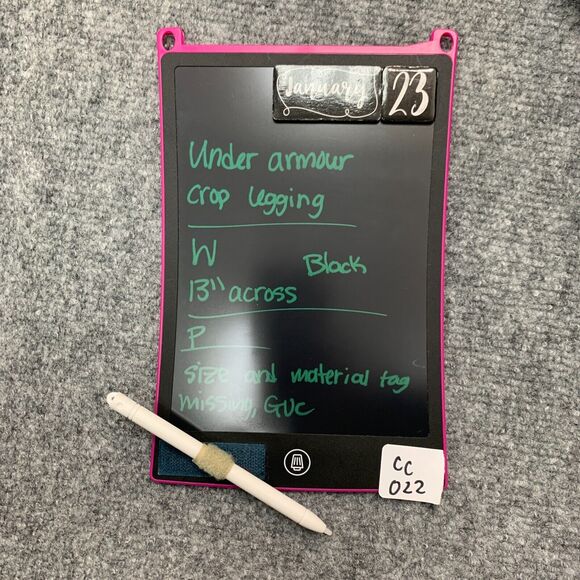 January 23
Under armour
crop legging
W
Black
13" across
P
size and material tag
missing, GUC
CC
022